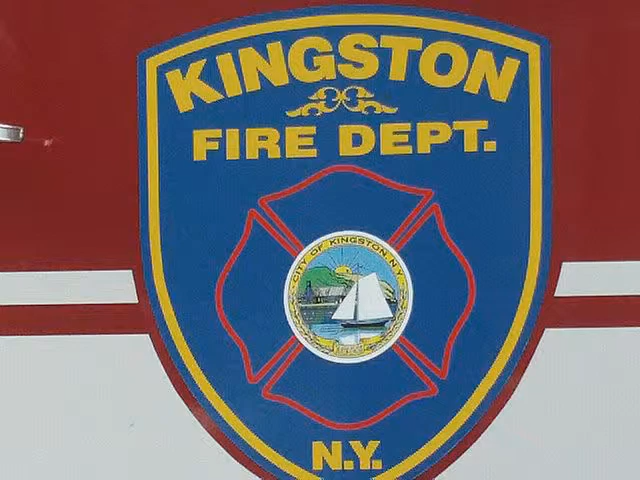 KINGSTON
FIRE DEPT.
CITY OF KINGSTON, N.Y.
N.Y.